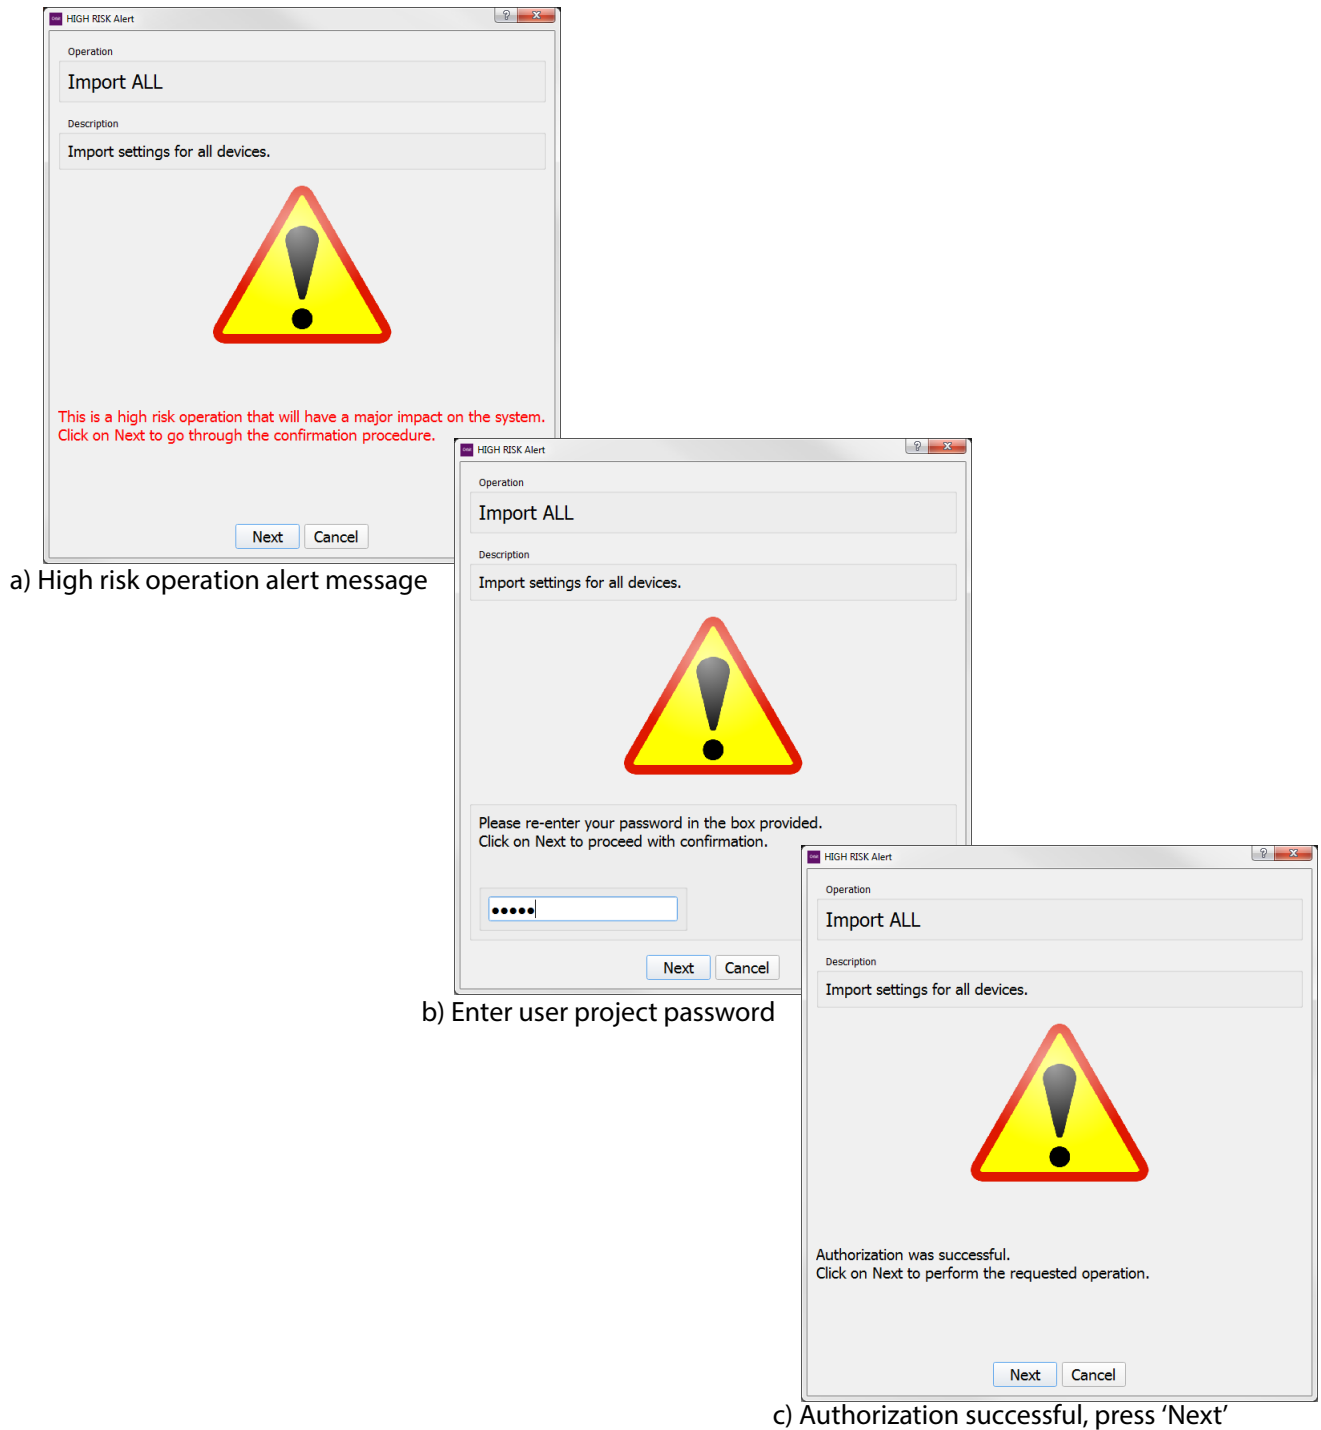 HIGH RISK Alert
Operation
Import ALL
Description
Import settings for all devices.
This is a high risk operation that will have a major impact on the system.
Click on Next to go through the confirmation procedure.
Next Cancel
a) High risk operation alert message
HIGH RISK Alert
Operation
Import ALL
Description
Import settings for all devices.
Please re-enter your password in the box provided.
Click on Next to proceed with confirmation.
●●●●●
Next Cancel
b) Enter user project password
HIGH RISK Alert
Operation
Import ALL
Description
Import settings for all devices.
Authorization was successful.
Click on Next to perform the requested operation.
Next Cancel
c) Authorization successful, press ‘Next’